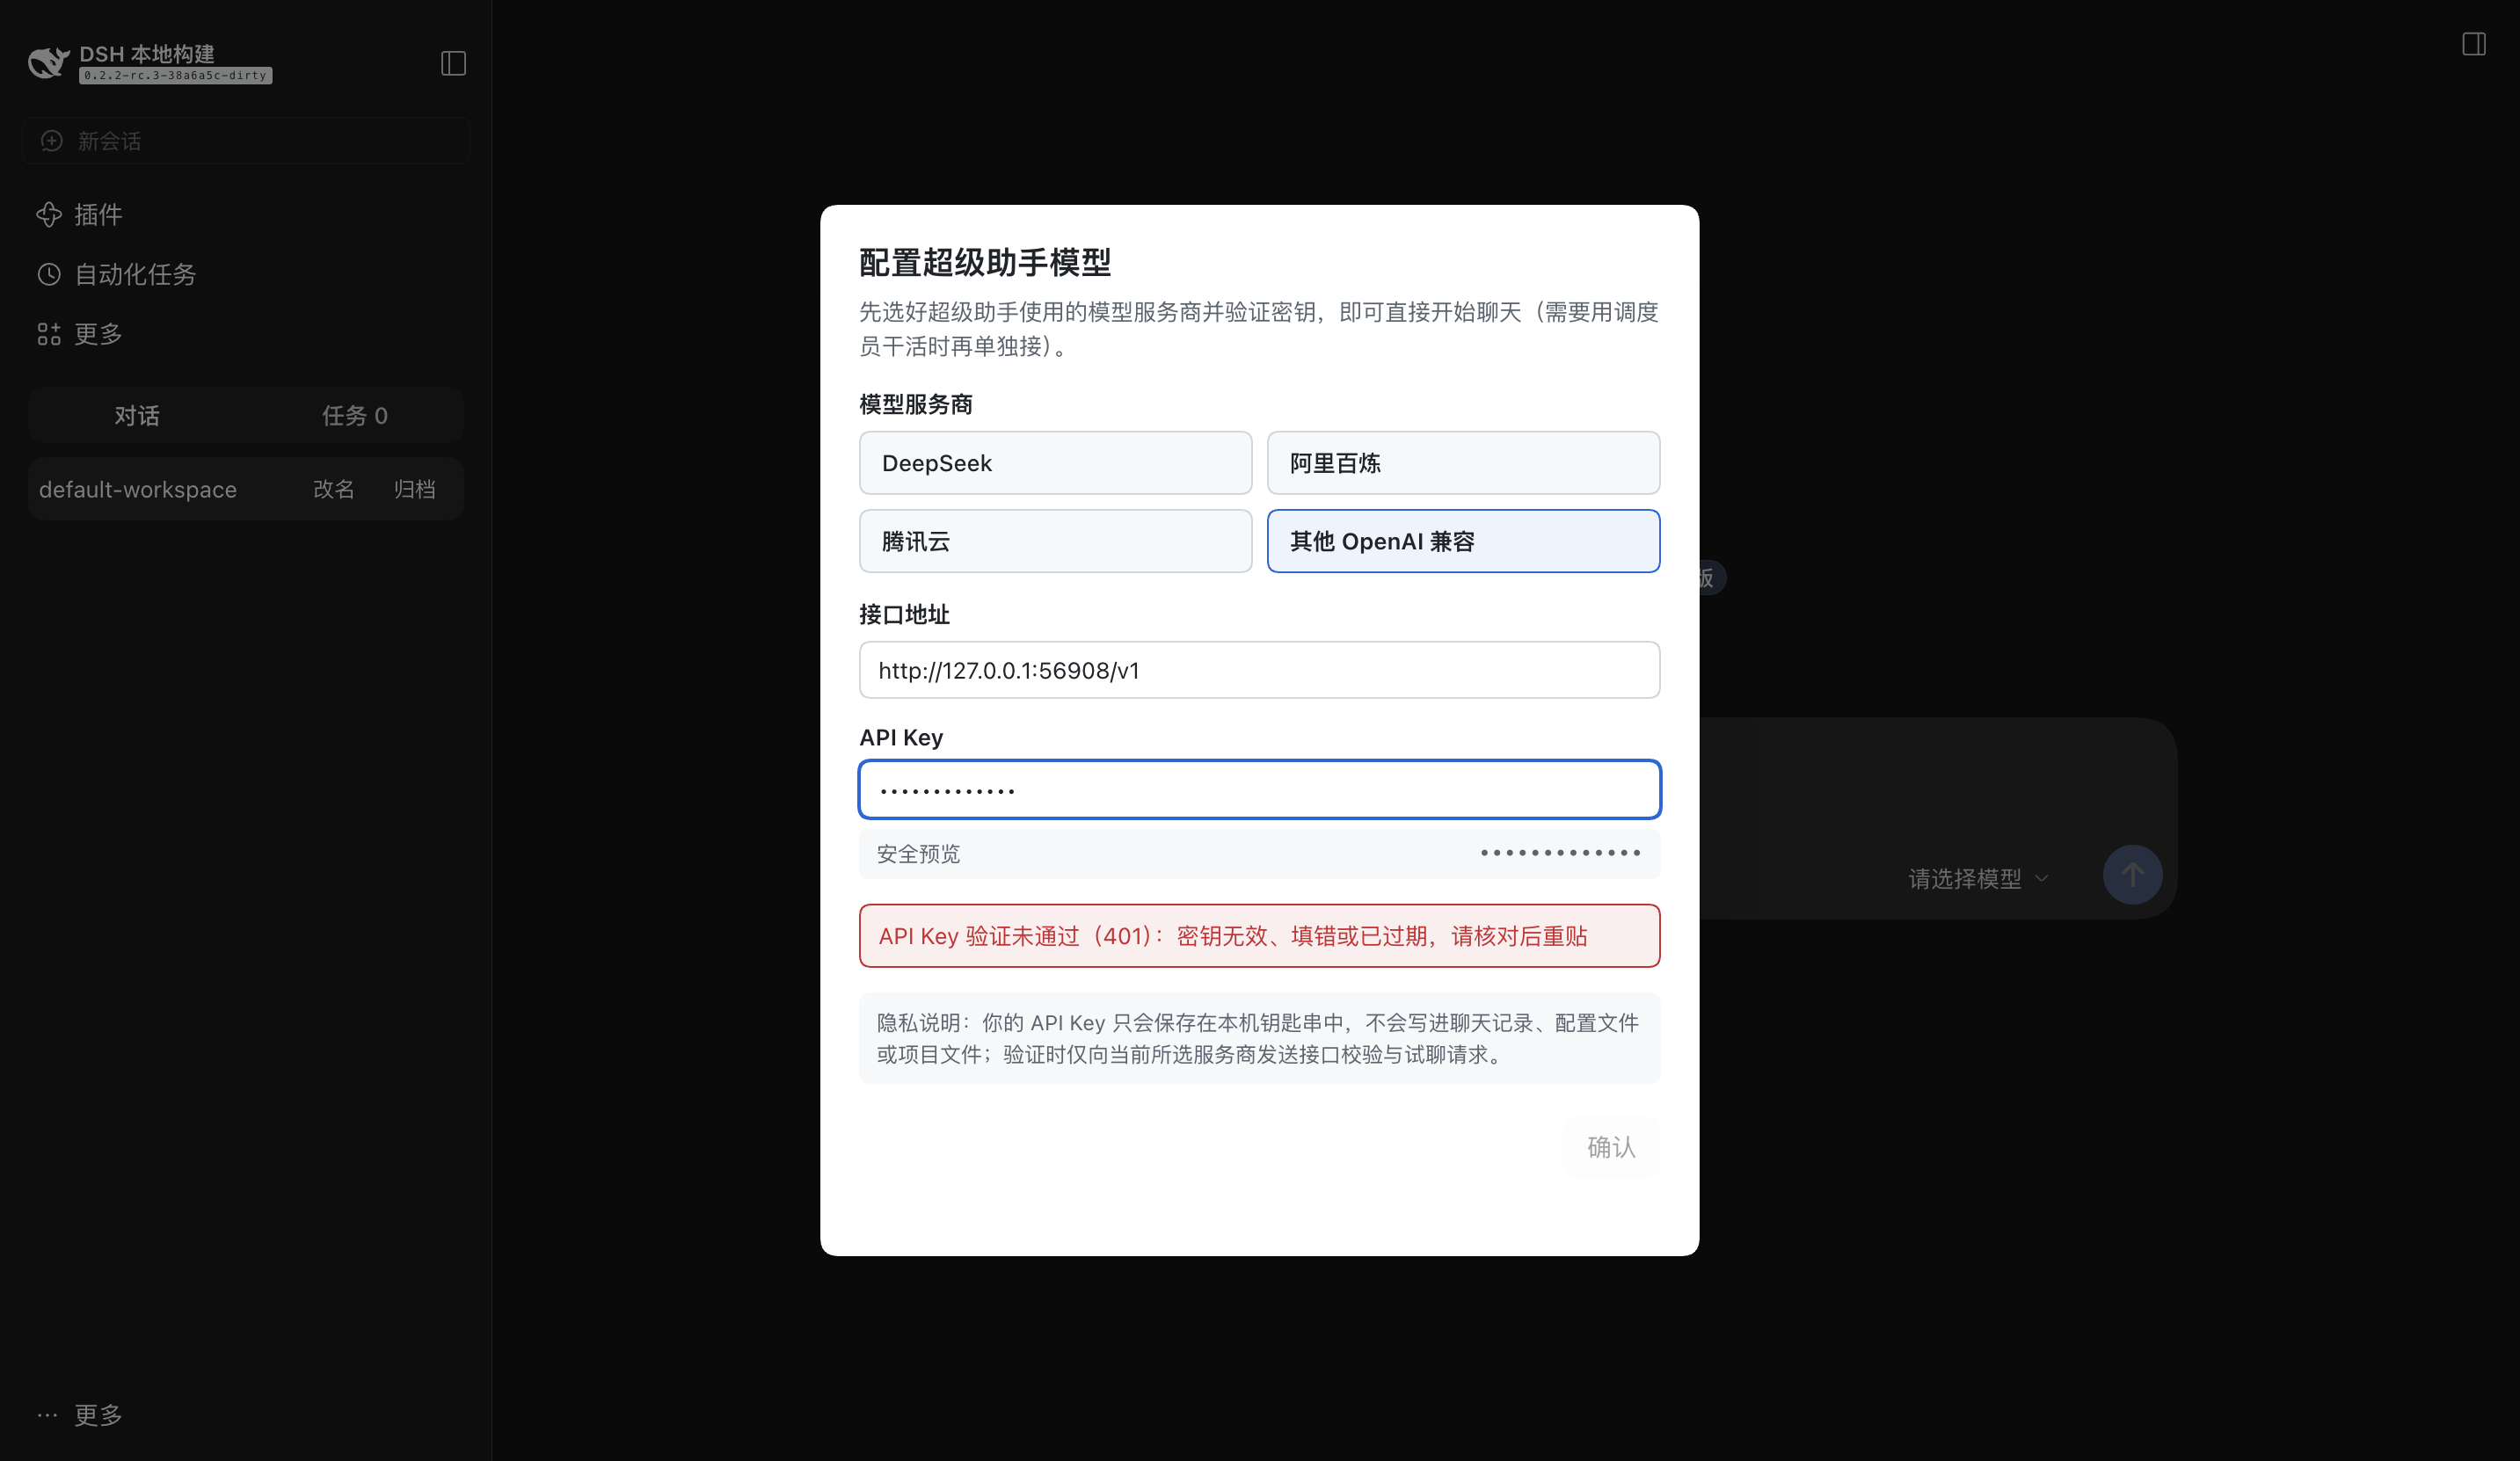 DSH 本地构建
0.2.2-rc.3-38a6a5c-dirty
新会话
插件
自动化任务
更多
对话 任务 0
default-workspace 改名 归档
更多
配置超级助手模型
先选好超级助手使用的模型服务商并验证密钥，即可直接开始聊天（需要用调度
员干活时再单独接）。
模型服务商
DeepSeek 阿里百炼
腾讯云 其他 OpenAI 兼容
接口地址
http://127.0.0.1:56908/v1
API Key
•••••••••••••
安全预览 •••••••••••••
API Key 验证未通过（401）：密钥无效、填错或已过期，请核对后重贴
隐私说明：你的 API Key 只会保存在本机钥匙串中，不会写进聊天记录、配置文件
或项目文件；验证时仅向当前所选服务商发送接口校验与试聊请求。
确认
版
请选择模型